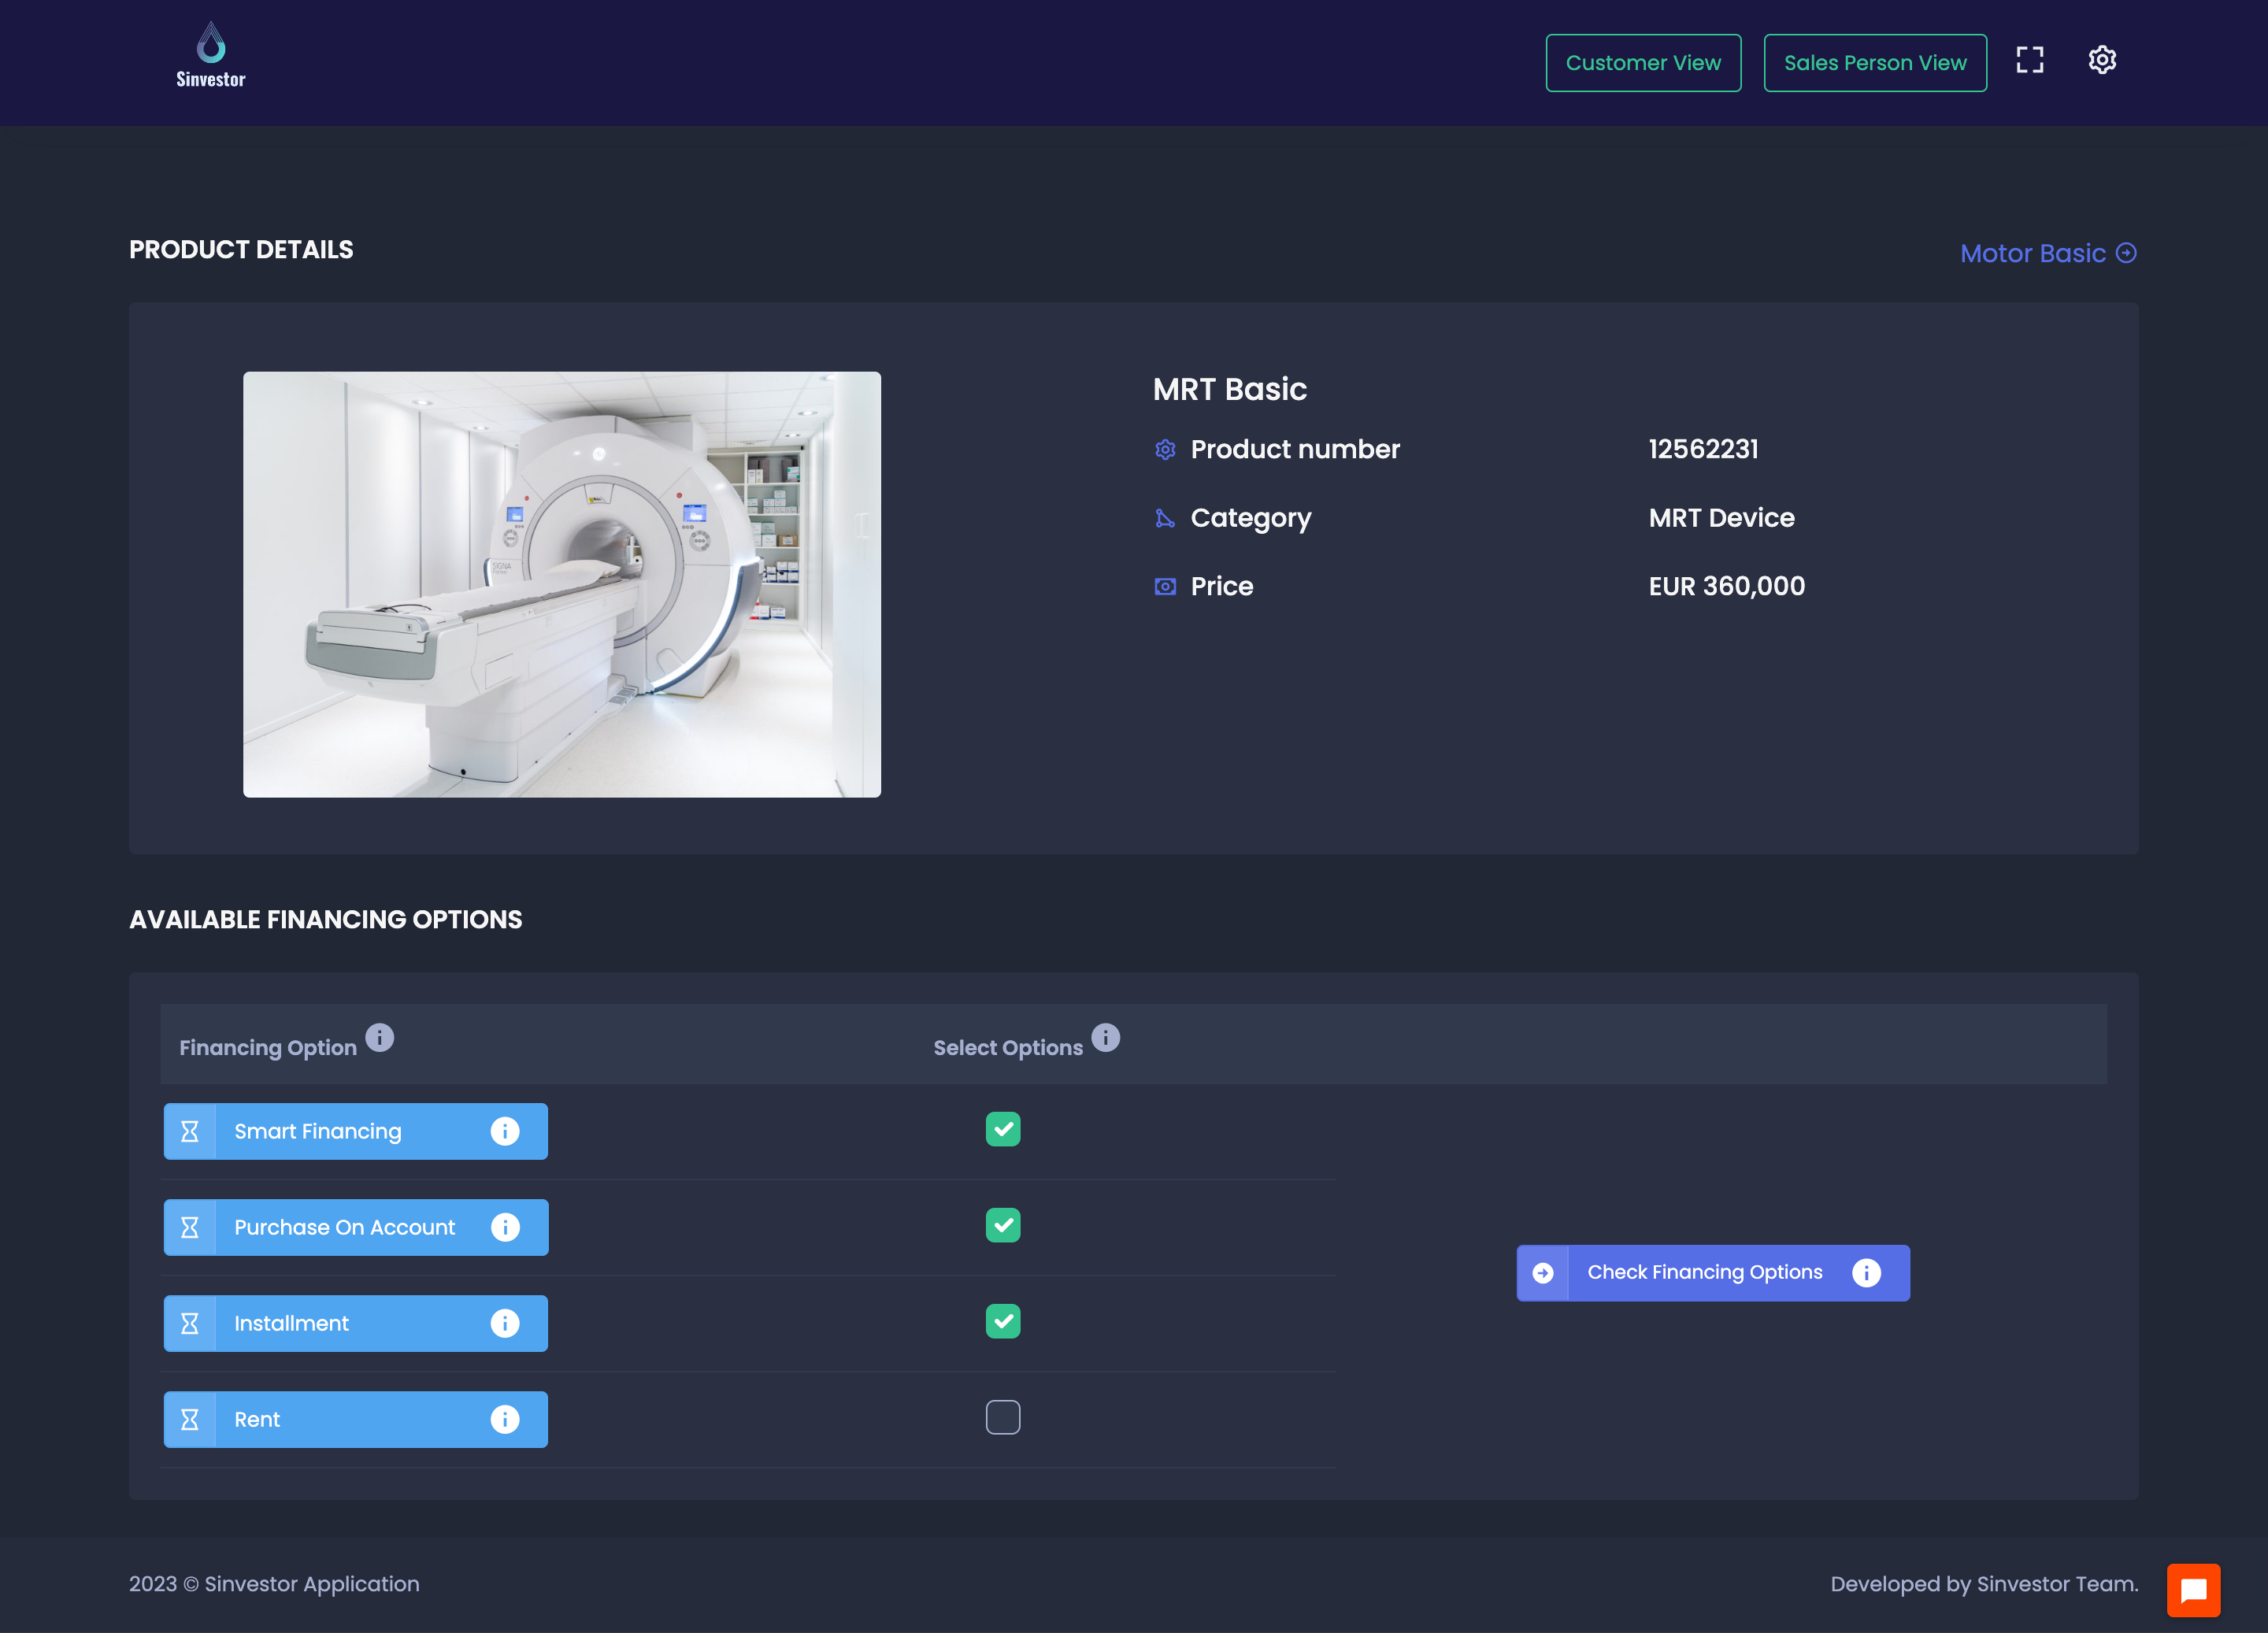 Sinvestor
Customer View
Sales Person View
PRODUCT DETAILS
Motor Basic
SIGNA
MRT Basic
Product number 12562231
Category MRT Device
Price EUR 360,000
AVAILABLE FINANCING OPTIONS
Financing Option Select Options
Smart Financing
Purchase On Account
Check Financing Options
Installment
Rent
2023 © Sinvestor Application
Developed by Sinvestor Team.